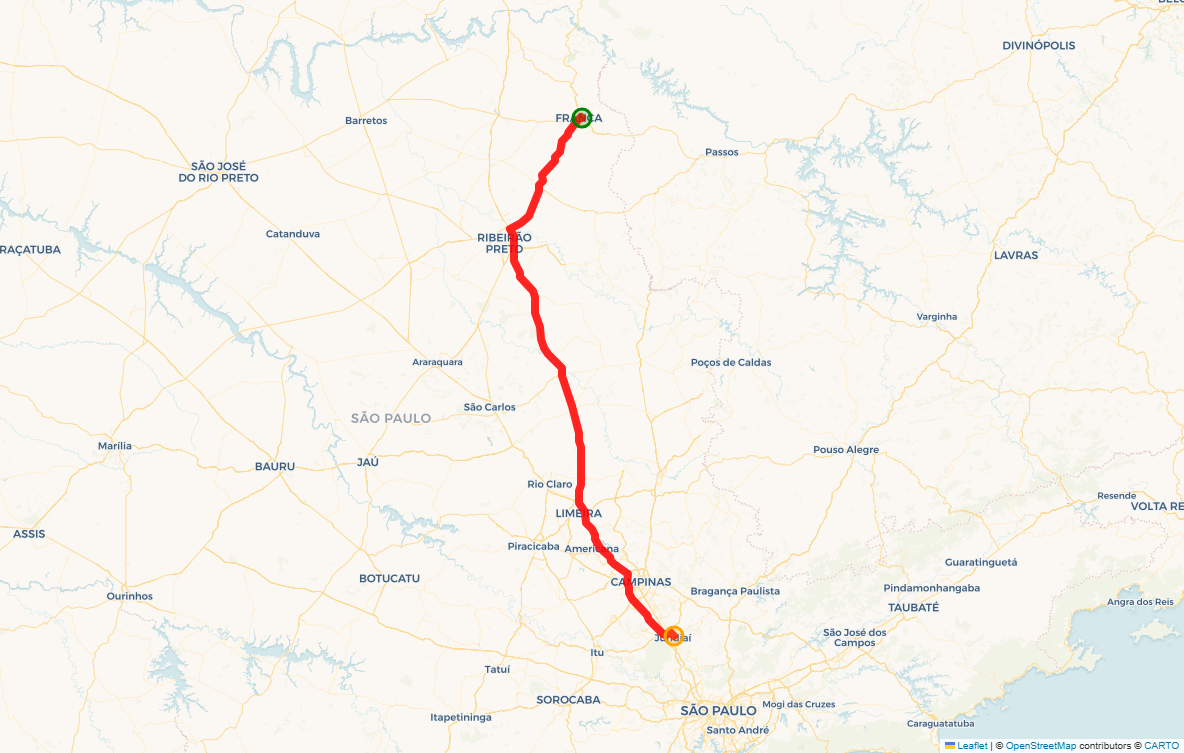 DIVINÓPOLIS
FRANCA
Barretos
Passos
SÃO JOSÉ
DO RIO PRETO
Catanduva
RIBEIRÃO
PRETO
RAÇATUBA
LAVRAS
Varginha
Araraquara
Poços de Caldas
São Carlos
SÃO PAULO
Marília
Pouso Alegre
BAURU
JAÚ
Rio Claro
Resende
VOLTA RE
LIMEIRA
ASSIS
Piracicaba
Americana
Guaratinguetá
BOTUCATU
CAMPINAS
Bragança Paulista
Pindamonhangaba
Ourinhos
TAUBATÉ
Angra dos Reis
Jundiaí
São José dos
Campos
Itu
Tatuí
SOROCABA
SÃO PAULO
Mogi das Cruzes
Itapetininga
Santo André
Caraguatatuba
Leaflet | © OpenStreetMap contributors © CARTO